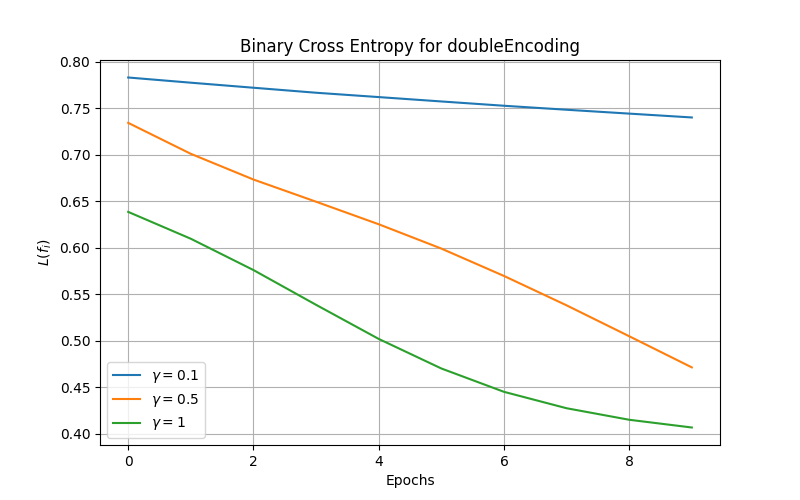 Binary Cross Entropy for doubleEncoding
L(fᵢ)
0.80
0.75
0.70
0.65
0.60
0.55
0.50
0.45
0.40
γ = 0.1
γ = 0.5
γ = 1
0 2 4 6 8
Epochs